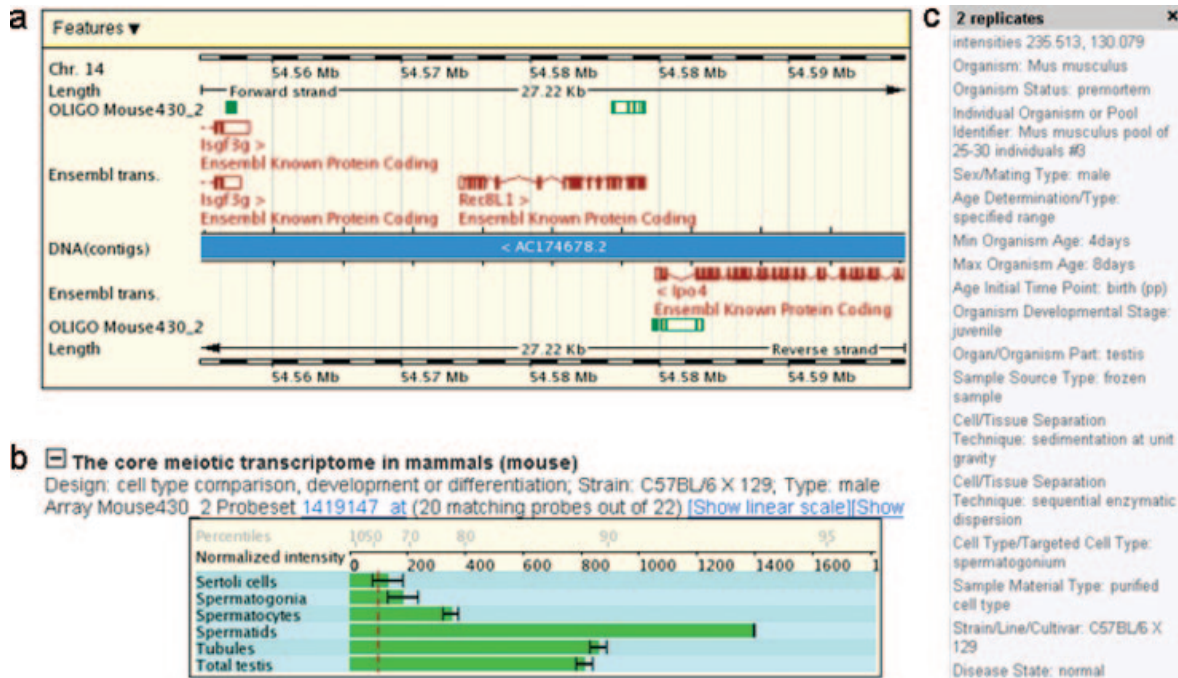 a
Features ▼
Chr. 14
54.56 Mb 54.57 Mb 54.58 Mb 54.58 Mb 54.59 Mb
Length Forward strand 27.22 Kb
OLIGO Mouse430_2
Isgf3g >
Ensembl Known Protein Coding
Ensembl trans.
Isgf3g > Rec8L1 >
Ensembl Known Protein Coding Ensembl Known Protein Coding
DNA(contigs) < AC174678.2
Ensembl trans. < Ipo4
Ensembl Known Protein Coding
OLIGO Mouse430_2
Length 27.22 Kb Reverse strand
54.56 Mb 54.57 Mb 54.58 Mb 54.58 Mb 54.59 Mb
b
The core meiotic transcriptome in mammals (mouse)
Design: cell type comparison, development or differentiation; Strain: C57BL/6 X 129; Type: male
Array Mouse430_2 Probeset 1419147_at (20 matching probes out of 22) [Show linear scale][Show
Percentiles 10 50 70 80 90 95
Normalized intensity 0 200 400 600 800 1000 1200 1400 1600 1
Sertoli cells
Spermatogonia
Spermatocytes
Spermatids
Tubules
Total testis
c
2 replicates ×
intensities 235.513, 130.079
Organism: Mus musculus
Organism Status: premortem
Individual Organism or Pool
Identifier: Mus musculus pool of
25-30 individuals #3
Sex/Mating Type: male
Age Determination/Type:
specified range
Min Organism Age: 4days
Max Organism Age: 8days
Age Initial Time Point: birth (pp)
Organism Developmental Stage:
juvenile
Organ/Organism Part: testis
Sample Source Type: frozen
sample
Cell/Tissue Separation
Technique: sedimentation at unit
gravity
Cell/Tissue Separation
Technique: sequential enzymatic
dispersion
Cell Type/Targeted Cell Type:
spermatogonium
Sample Material Type: purified
cell type
Strain/Line/Cultivar: C57BL/6 X
129
Disease State: normal